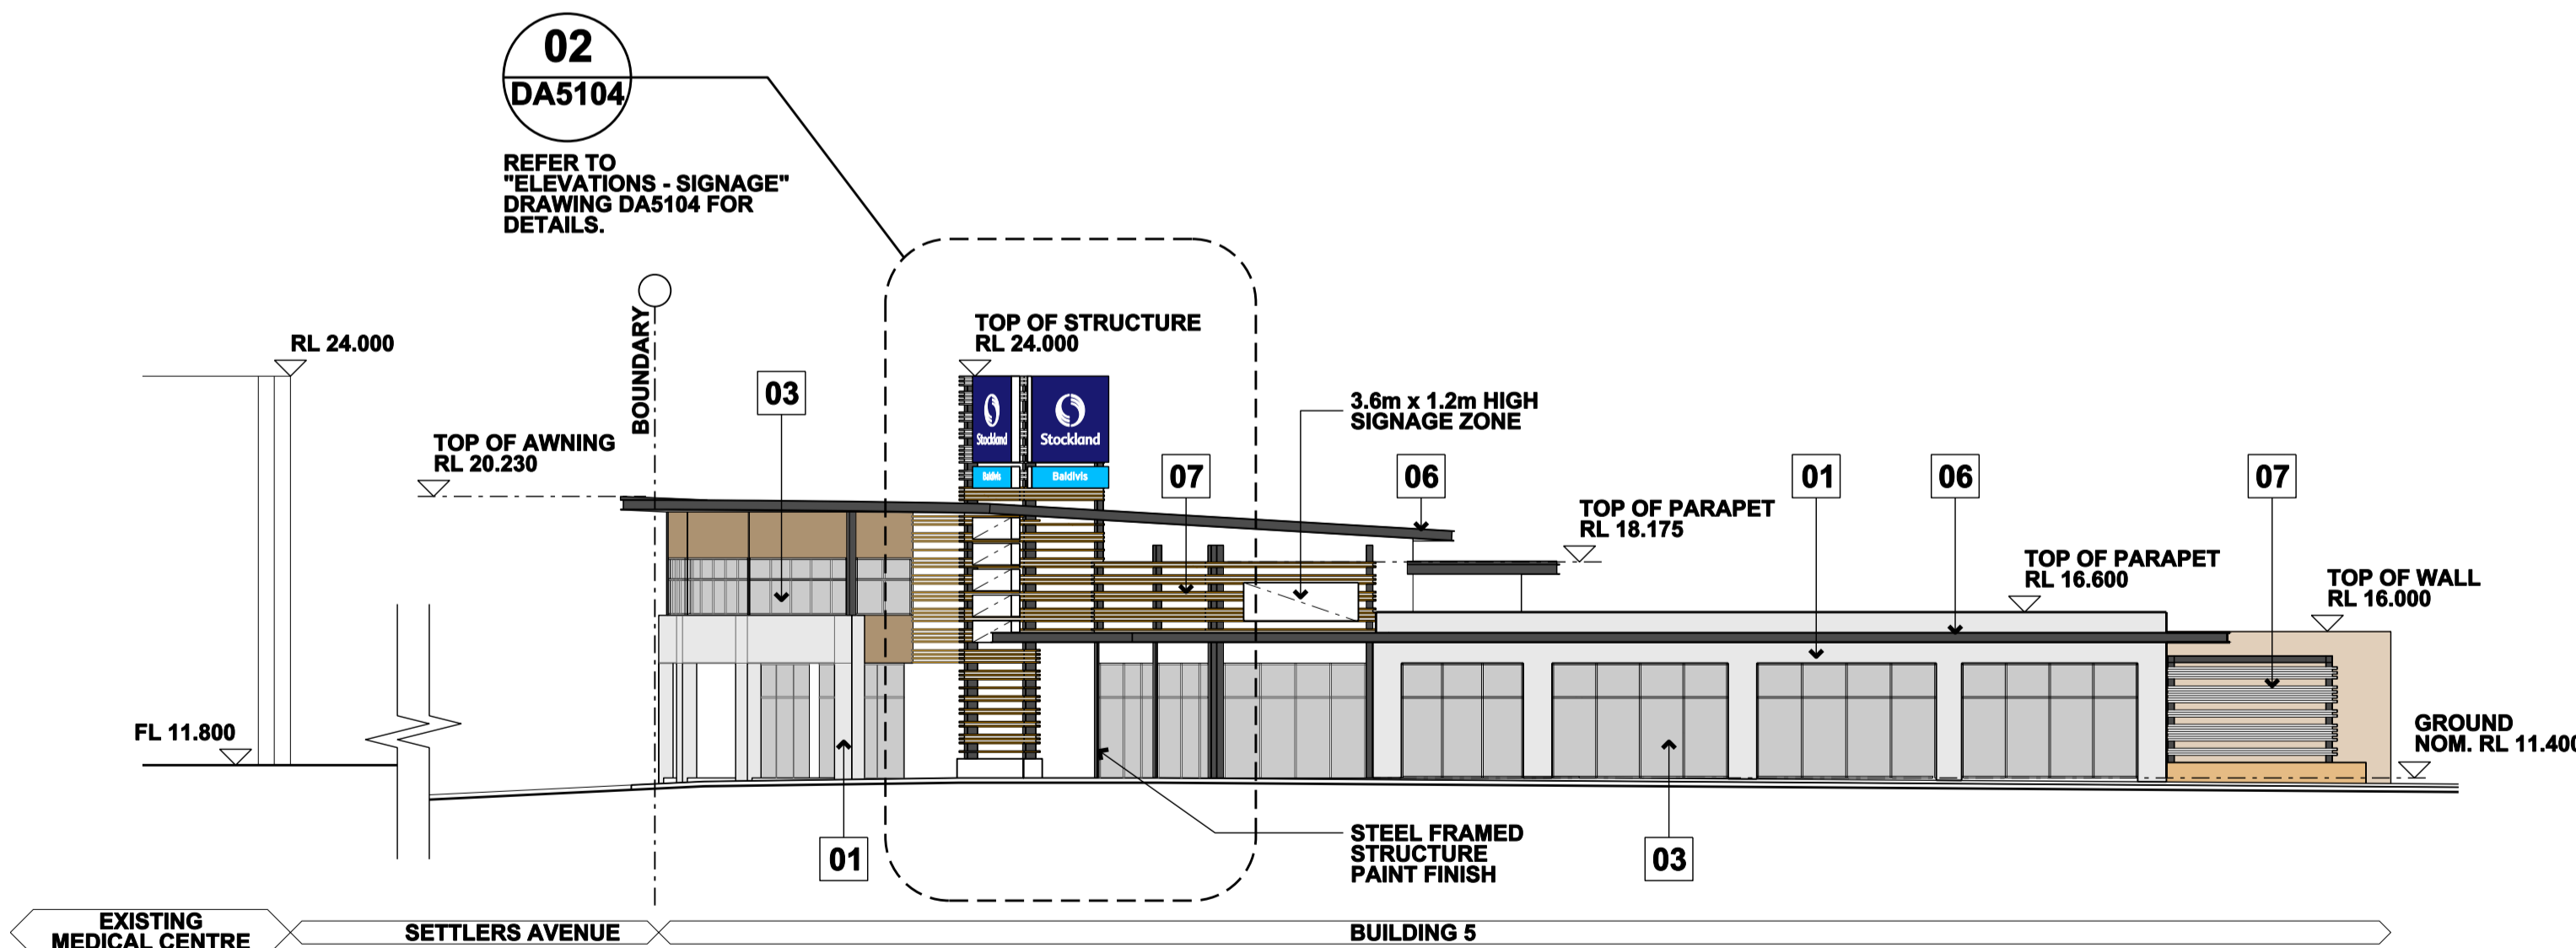 02
DA5104
REFER TO
"ELEVATIONS - SIGNAGE"
DRAWING DA5104 FOR
DETAILS.
BOUNDARY
RL 24.000
TOP OF STRUCTURE
RL 24.000
03
Stockland
Stockland
Baldivis
Baldivis
3.6m x 1.2m HIGH
SIGNAGE ZONE
TOP OF AWNING
RL 20.230
07
06
01
06
07
TOP OF PARAPET
RL 18.175
TOP OF PARAPET
RL 16.600
TOP OF WALL
RL 16.000
FL 11.800
GROUND
NOM. RL 11.400
01
STEEL FRAMED
STRUCTURE
PAINT FINISH
03
EXISTING
MEDICAL CENTRE
SETTLERS AVENUE
BUILDING 5